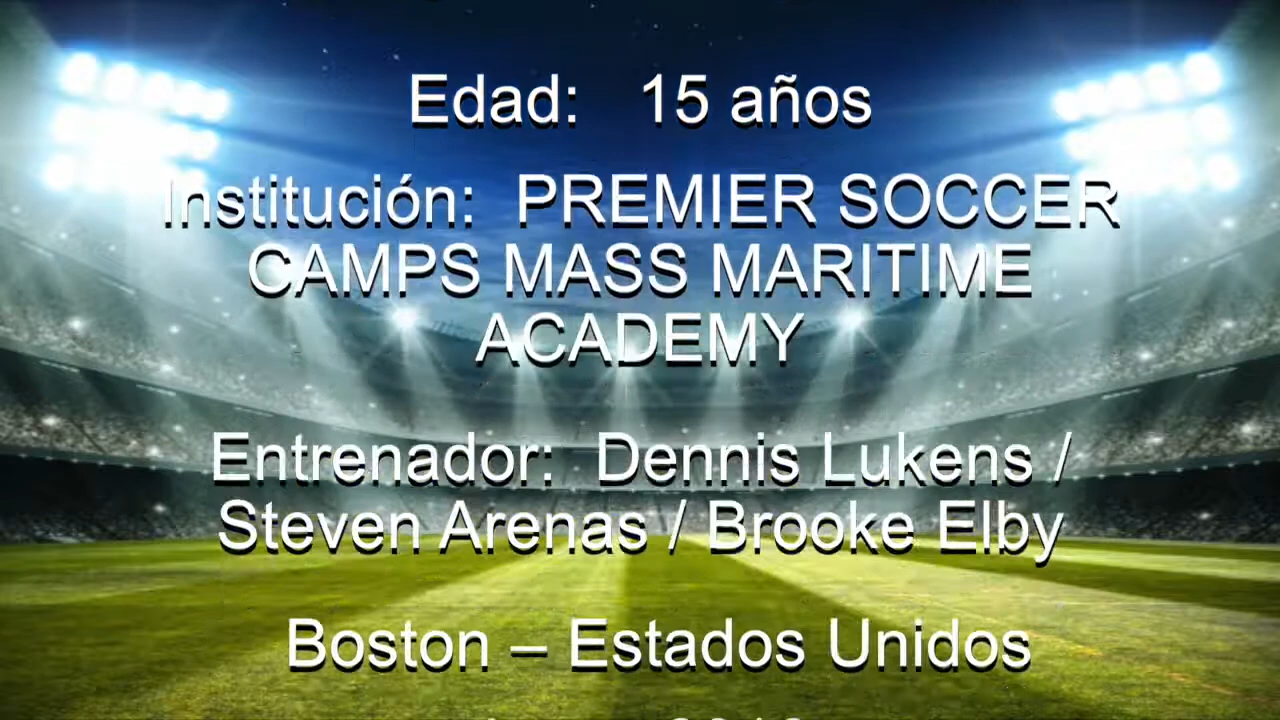 Edad: 15 años
Institución: PREMIER SOCCER
CAMPS MASS MARITIME
ACADEMY
Entrenador: Dennis Lukens /
Steven Arenas / Brooke Elby
Boston – Estados Unidos